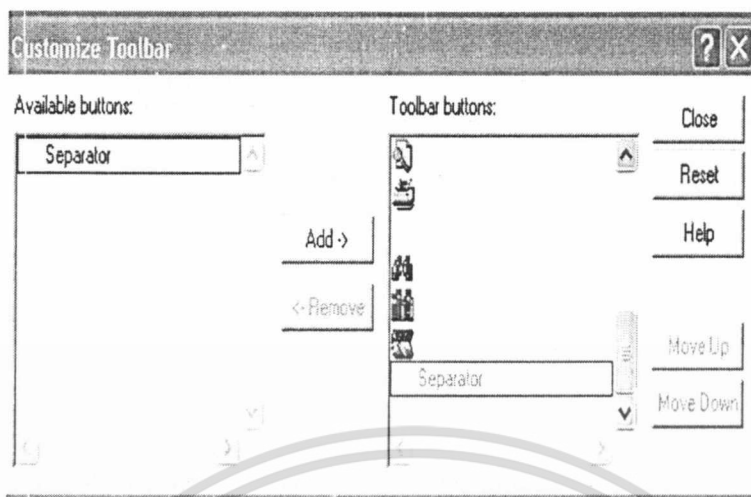 Customize Toolbar
Available buttons:
Separator
Add ->
<- Remove
Toolbar buttons:
Separator
Close
Reset
Help
Move Up
Move Down